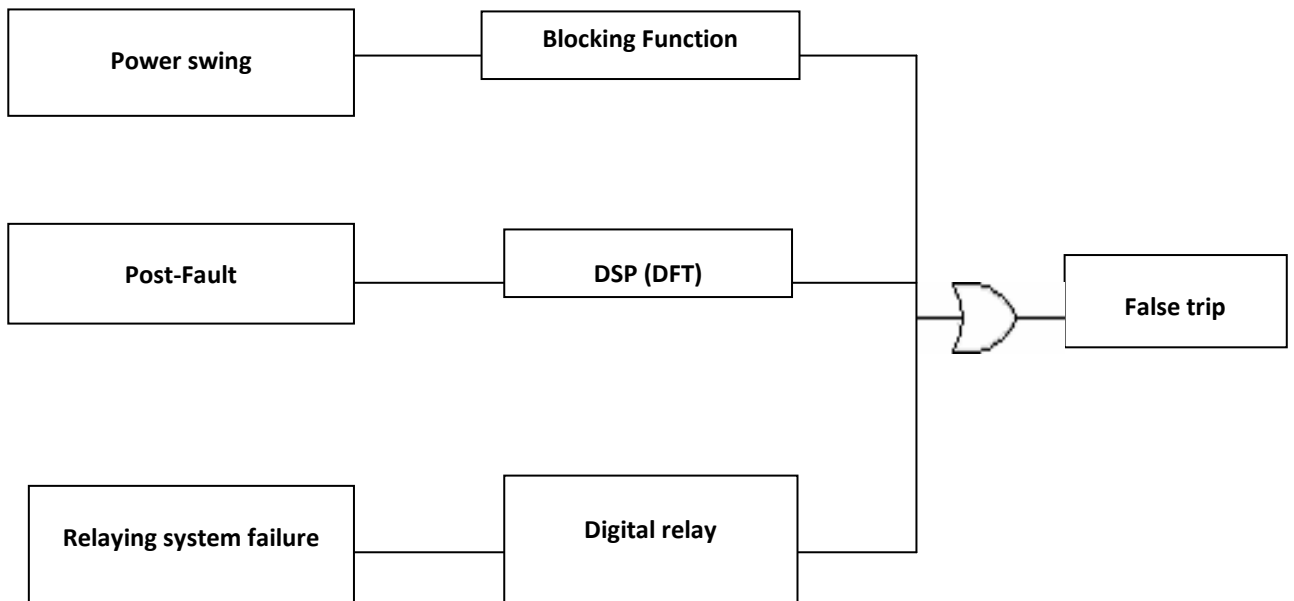 Power swing
Blocking Function
Post-Fault
DSP (DFT)
False trip
Relaying system failure
Digital relay